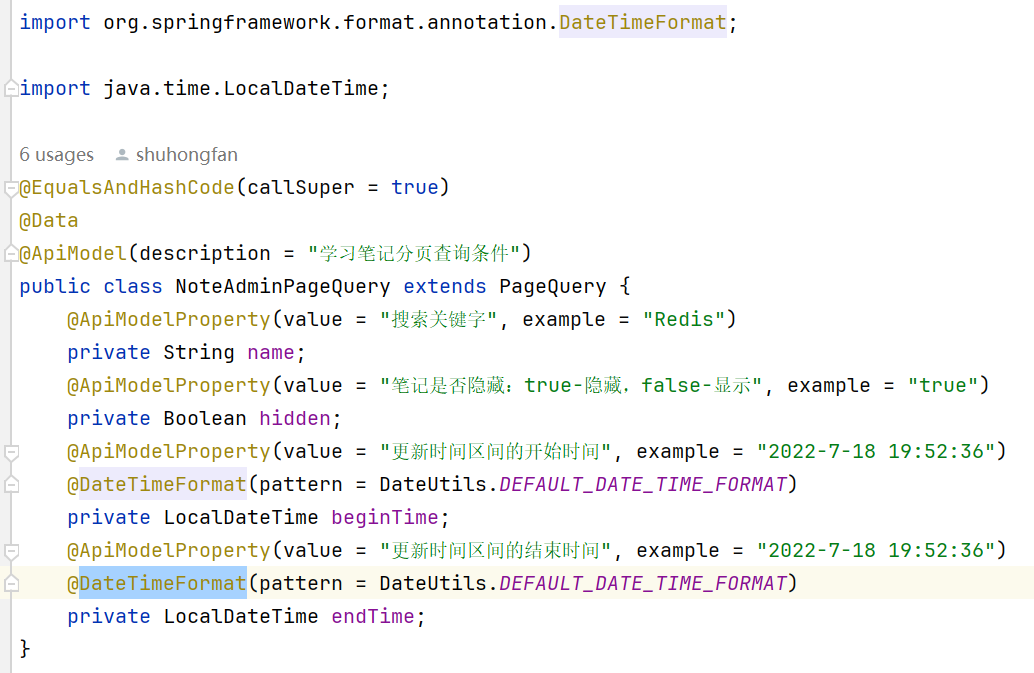 import org.springframework.format.annotation.DateTimeFormat;
import java.time.LocalDateTime;
6 usages shuhongfan
@EqualsAndHashCode(callSuper = true)
@Data
@ApiModel(description = "学习笔记分页查询条件")
public class NoteAdminPageQuery extends PageQuery {
    @ApiModelProperty(value = "搜索关键字", example = "Redis")
    private String name;
    @ApiModelProperty(value = "笔记是否隐藏：true-隐藏，false-显示", example = "true")
    private Boolean hidden;
    @ApiModelProperty(value = "更新时间区间的开始时间", example = "2022-7-18 19:52:36")
    @DateTimeFormat(pattern = DateUtils.DEFAULT_DATE_TIME_FORMAT)
    private LocalDateTime beginTime;
    @ApiModelProperty(value = "更新时间区间的结束时间", example = "2022-7-18 19:52:36")
    @DateTimeFormat(pattern = DateUtils.DEFAULT_DATE_TIME_FORMAT)
    private LocalDateTime endTime;
}